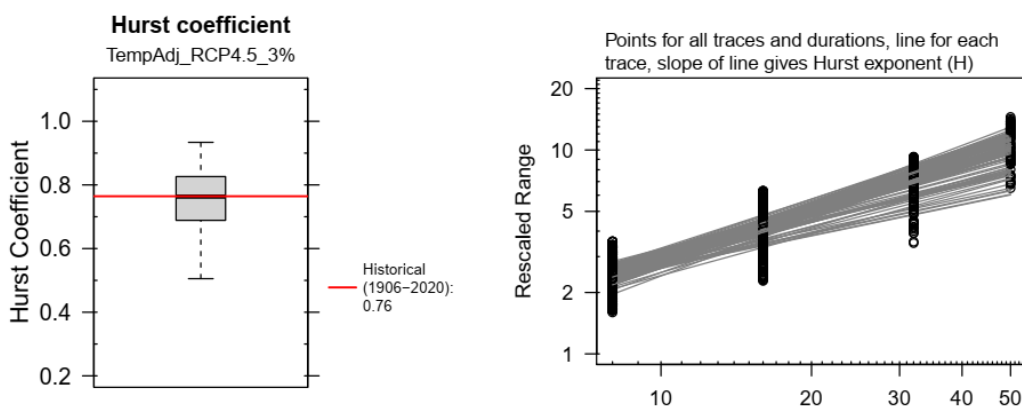 Hurst coefficient
TempAdj_RCP4.5_3%
Hurst Coefficient
1.0
0.8
0.6
0.4
0.2
Historical
(1906−2020):
0.76
Points for all traces and durations, line for each
trace, slope of line gives Hurst exponent (H)
Rescaled Range
20
10
5
2
1
10
20
30
40
50